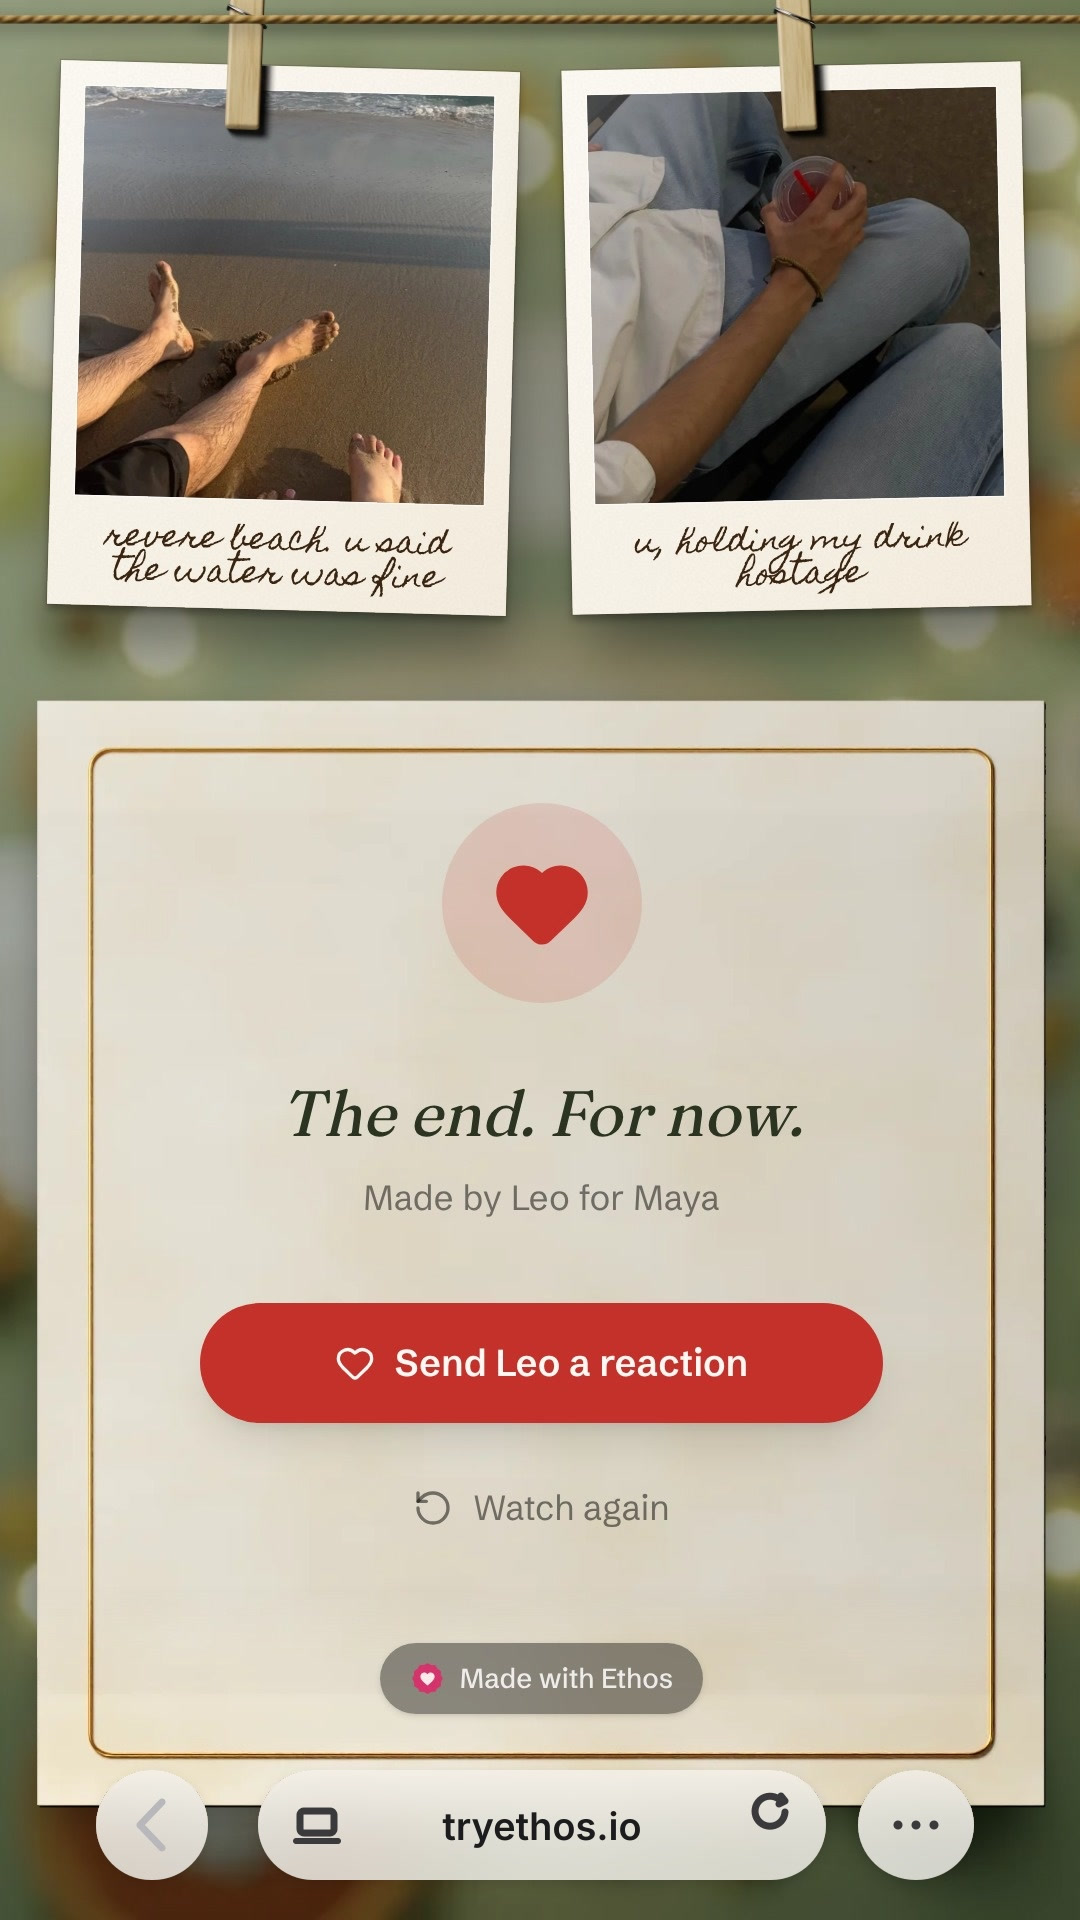 revere beach. u said
the water was fine
u, holding my drink
hostage
The end. For now.
Made by Leo for Maya
Send Leo a reaction
Watch again
Made with Ethos
tryethos.io